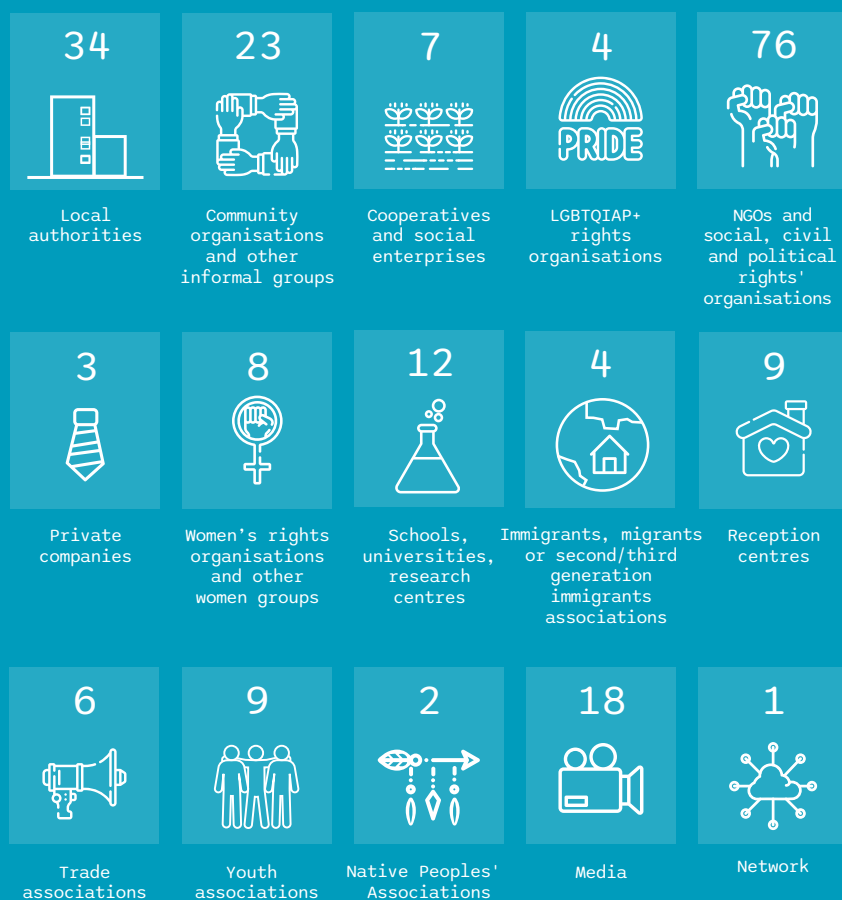 34
23
7
4
76
PRIDE
Local
authorities
Community
organisations
and other
informal groups
Cooperatives
and social
enterprises
LGBTQIAP+
rights
organisations
NGOs and
social, civil
and political
rights'
organisations
3
8
12
4
9
Private
companies
Women's rights
organisations
and other
women groups
Schools,
universities,
research
centres
Immigrants, migrants
or second/third
generation
immigrants
associations
Reception
centres
6
9
2
18
1
Trade
associations
Youth
associations
Native Peoples'
Associations
Media
Network